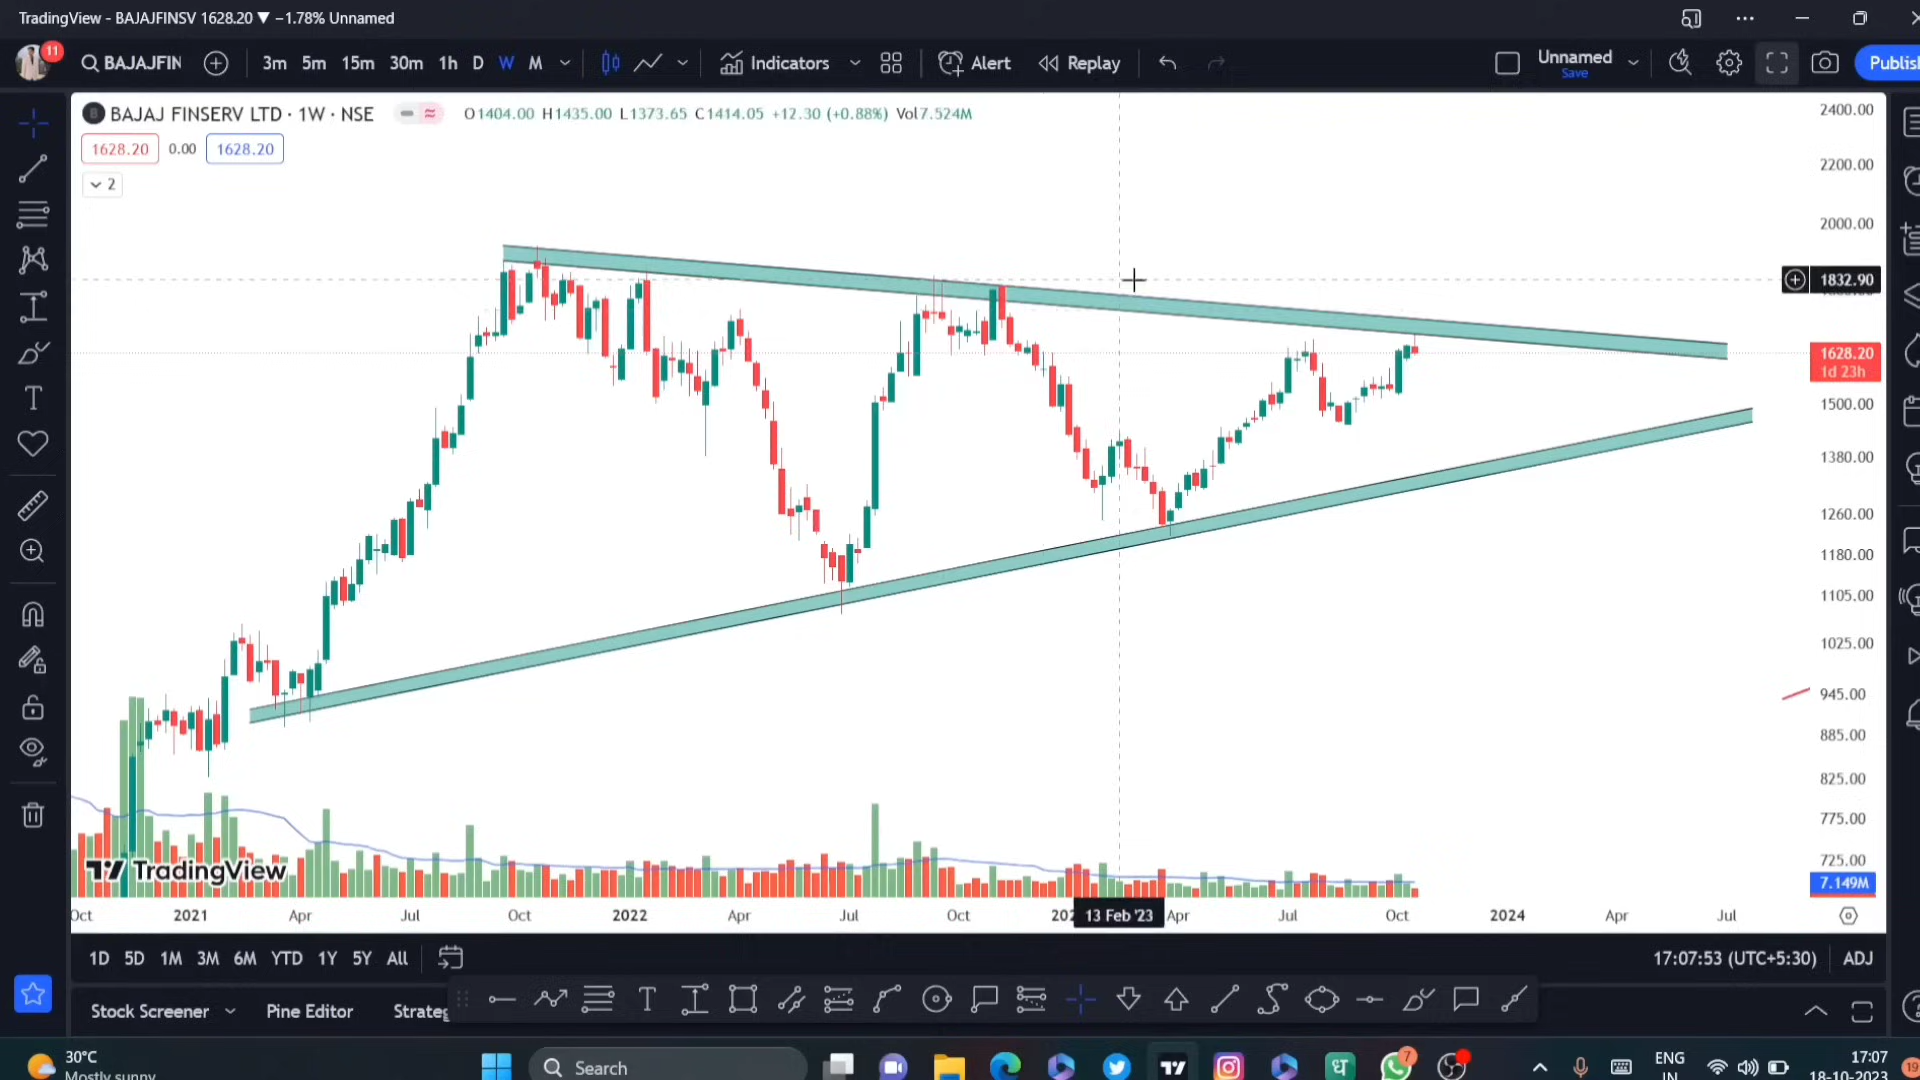 TradingView - BAJAJFINSV 1628.20 ▼ −1.78% Unnamed
11
BAJAJFIN
3m 5m 15m 30m 1h D W M
Indicators
Alert
Replay
Unnamed
Save
Publis
BAJAJ FINSERV LTD · 1W · NSE
O1404.00 H1435.00 L1373.65 C1414.05 +12.30 (+0.88%) Vol7.524M
1628.20 0.00 1628.20
2
2400.00
2200.00
2000.00
1832.90
1628.20
1d 23h
1500.00
1380.00
1260.00
1180.00
1105.00
1025.00
945.00
885.00
825.00
775.00
725.00
7.149M
TradingView
Oct 2021 Apr Jul Oct 2022 Apr Jul Oct 202 13 Feb '23 Apr Jul Oct 2024 Apr Jul
1D 5D 1M 3M 6M YTD 1Y 5Y All
17:07:53 (UTC+5:30) ADJ
Stock Screener Pine Editor Strateg
30°C
Mostly sunny
Search
ध
7
ENG
IN
17:07
18-10-2023
19